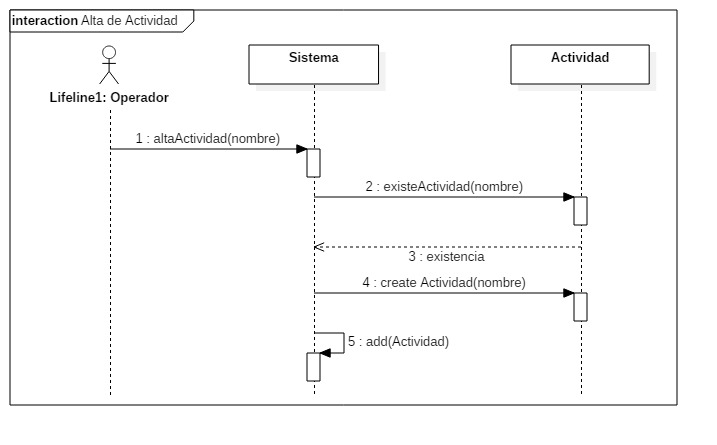 interaction Alta de Actividad
Sistema
Actividad
Lifeline1: Operador
1 : altaActividad(nombre)
2 : existeActividad(nombre)
3 : existencia
4 : create Actividad(nombre)
5 : add(Actividad)